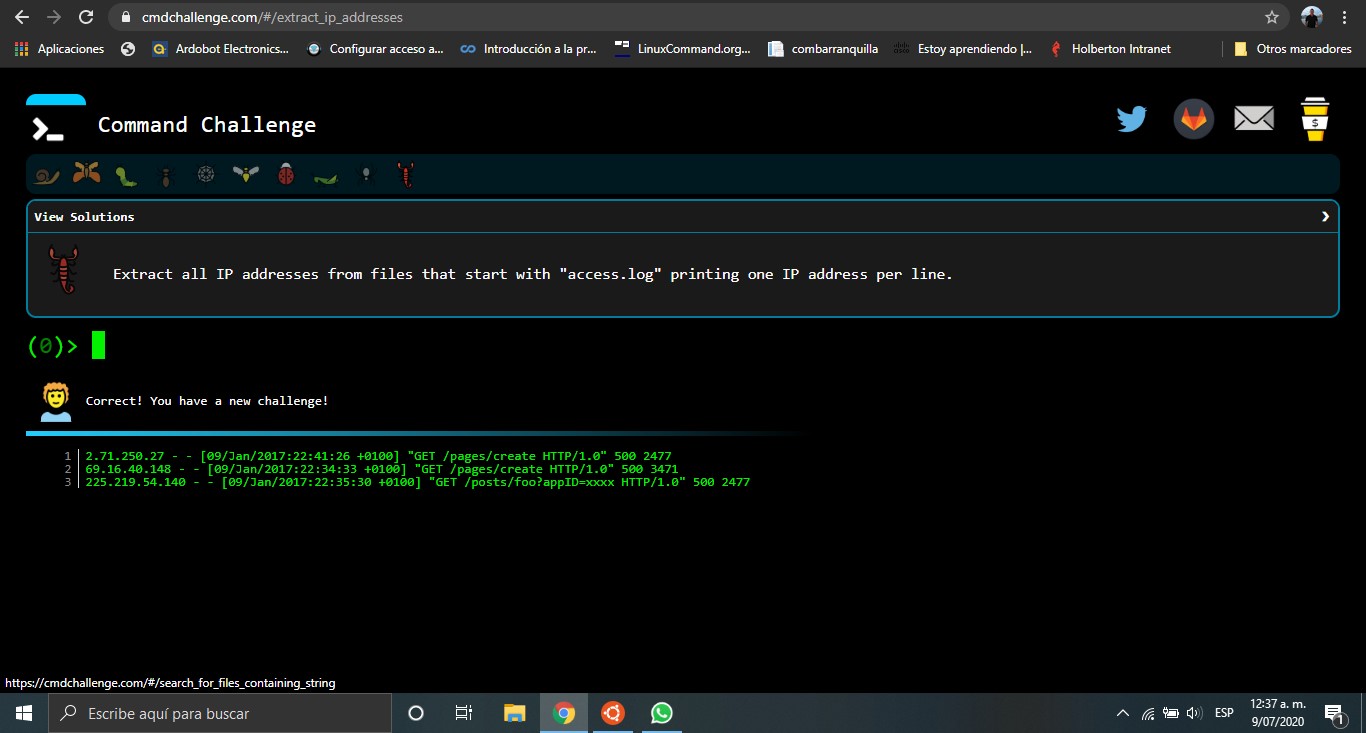 cmdchallenge.com/#/extract_ip_addresses
Aplicaciones Ardobot Electronics... Configurar acceso a... Introducción a la pr... LinuxCommand.org... combarranquilla Estoy aprendiendo |... Holberton Intranet Otros marcadores
>_ Command Challenge
$
View Solutions ›
Extract all IP addresses from files that start with "access.log" printing one IP address per line.
(0)>
Correct! You have a new challenge!
1 2.71.250.27 - - [09/Jan/2017:22:41:26 +0100] "GET /pages/create HTTP/1.0" 500 2477
2 69.16.40.148 - - [09/Jan/2017:22:34:33 +0100] "GET /pages/create HTTP/1.0" 500 3471
3 225.219.54.140 - - [09/Jan/2017:22:35:30 +0100] "GET /posts/foo?appID=xxxx HTTP/1.0" 500 2477
https://cmdchallenge.com/#/search_for_files_containing_string
Escribe aquí para buscar
ESP
12:37 a. m.
9/07/2020
1